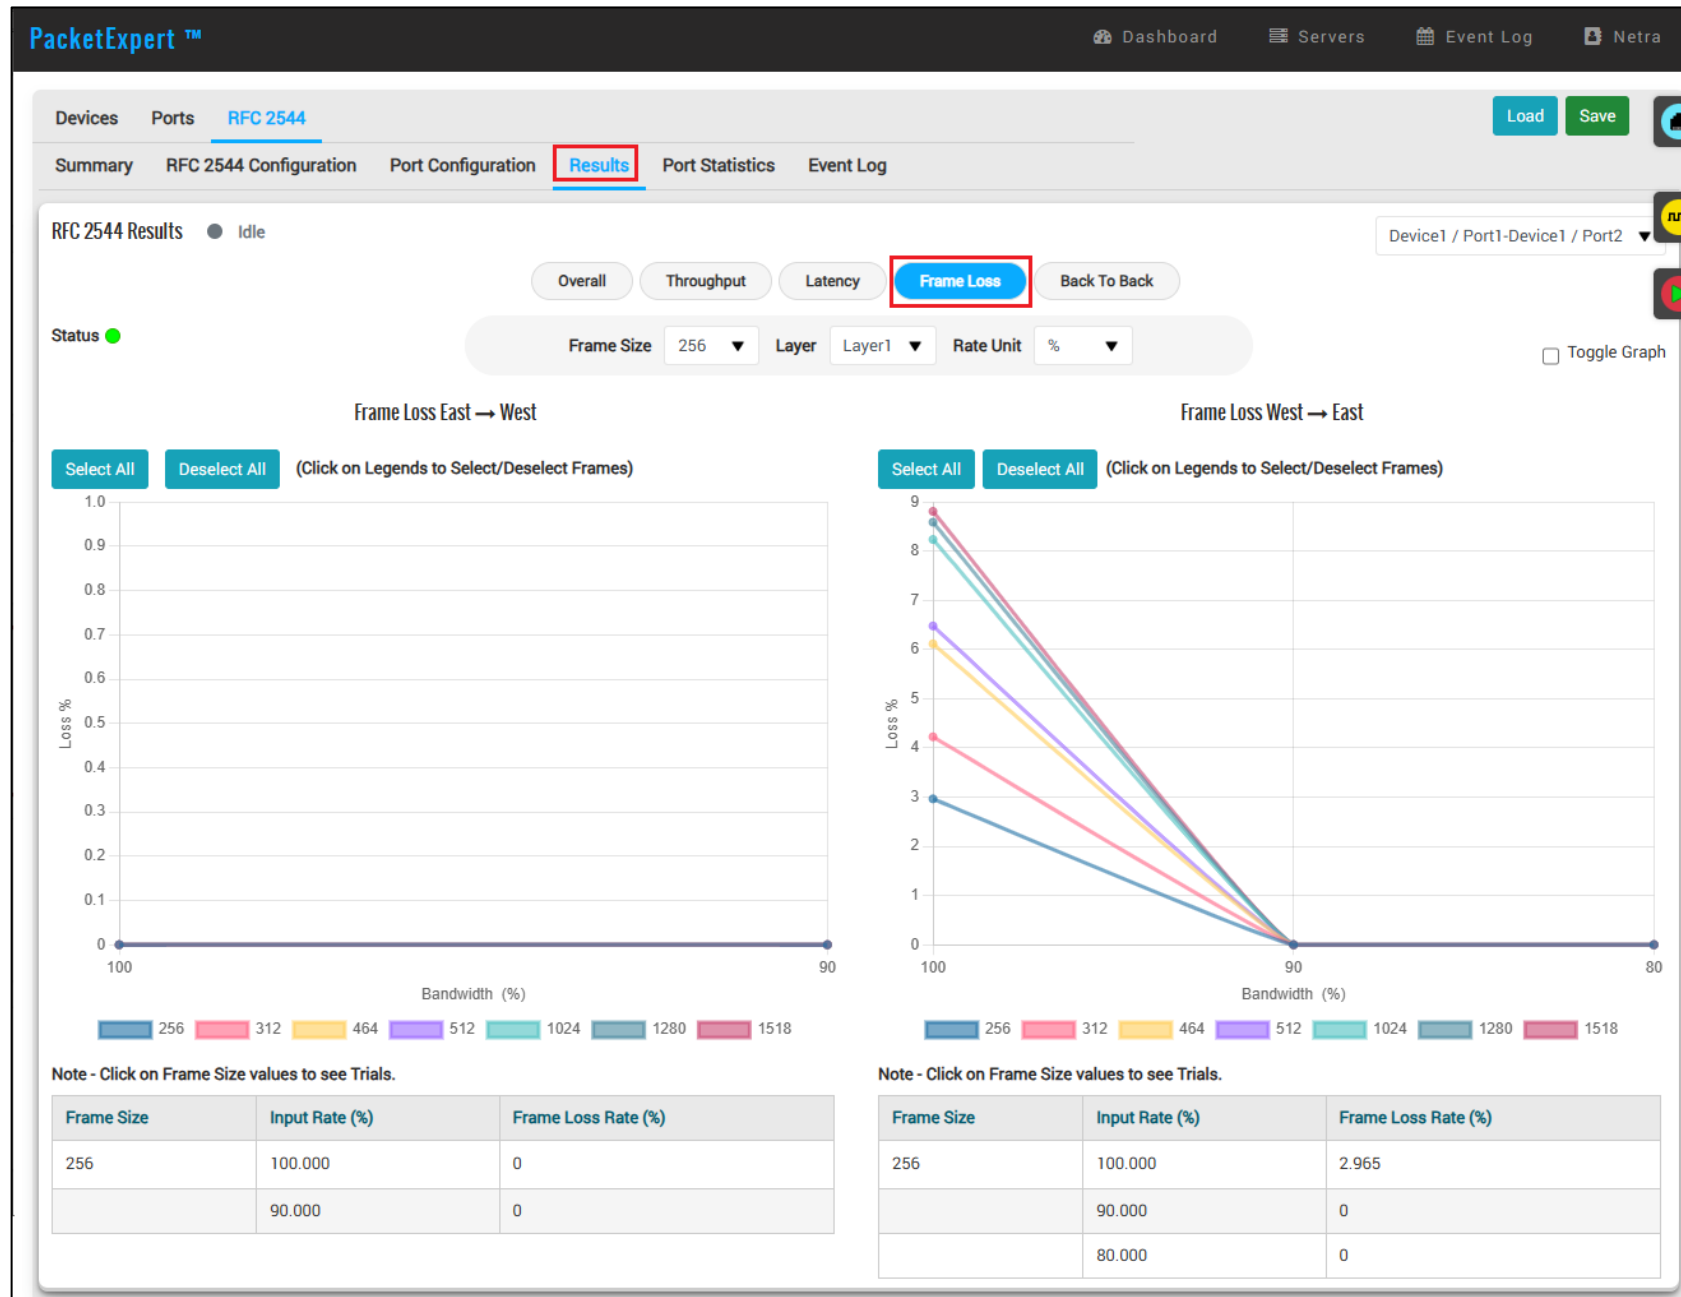 PacketExpert ™
Dashboard Servers Event Log Netra
Devices Ports RFC 2544 Load Save
Summary RFC 2544 Configuration Port Configuration Results Port Statistics Event Log
RFC 2544 Results Idle Device1 / Port1-Device1 / Port2
Overall Throughput Latency Frame Loss Back To Back
Status Frame Size 256 Layer Layer1 Rate Unit % Toggle Graph
Frame Loss East → West
Select All Deselect All (Click on Legends to Select/Deselect Frames)
1.0
0.9
0.8
0.7
0.6
0.5
0.4
0.3
0.2
0.1
0
Loss %
100 90
Bandwidth (%)
256 312 464 512 1024 1280 1518
Note - Click on Frame Size values to see Trials.
Frame Size Input Rate (%) Frame Loss Rate (%)
256 100.000 0
90.000 0
Frame Loss West → East
Select All Deselect All (Click on Legends to Select/Deselect Frames)
9
8
7
6
5
4
3
2
1
0
Loss %
100 90 80
Bandwidth (%)
256 312 464 512 1024 1280 1518
Note - Click on Frame Size values to see Trials.
Frame Size Input Rate (%) Frame Loss Rate (%)
256 100.000 2.965
90.000 0
80.000 0